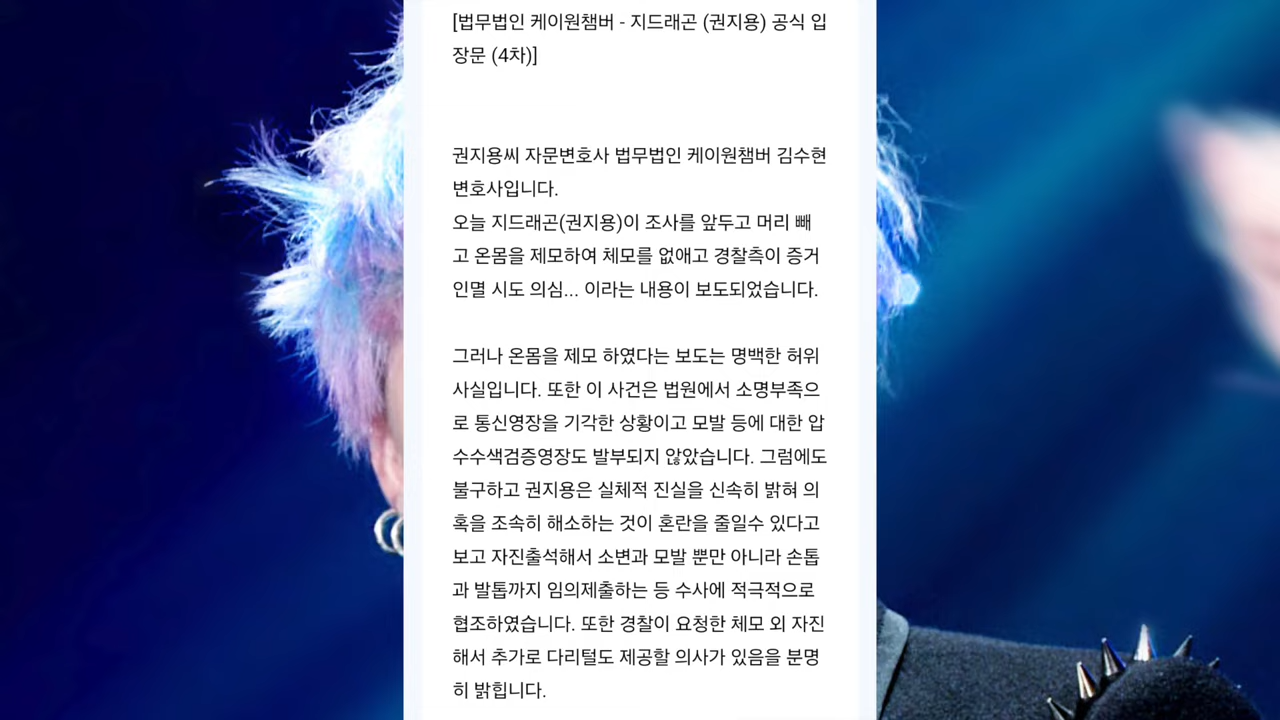 [법무법인 케이원챔버 - 지드래곤 (권지용) 공식 입
장문 (4차)]
권지용씨 자문변호사 법무법인 케이원챔버 김수현
변호사입니다.
오늘 지드래곤(권지용)이 조사를 앞두고 머리 빼
고 온몸을 제모하여 체모를 없애고 경찰측이 증거
인멸 시도 의심... 이라는 내용이 보도되었습니다.
그러나 온몸을 제모 하였다는 보도는 명백한 허위
사실입니다. 또한 이 사건은 법원에서 소명부족으
로 통신영장을 기각한 상황이고 모발 등에 대한 압
수수색검증영장도 발부되지 않았습니다. 그럼에도
불구하고 권지용은 실체적 진실을 신속히 밝혀 의
혹을 조속히 해소하는 것이 혼란을 줄일수 있다고
보고 자진출석해서 소변과 모발 뿐만 아니라 손톱
과 발톱까지 임의제출하는 등 수사에 적극적으로
협조하였습니다. 또한 경찰이 요청한 체모 외 자진
해서 추가로 다리털도 제공할 의사가 있음을 분명
히 밝힙니다.